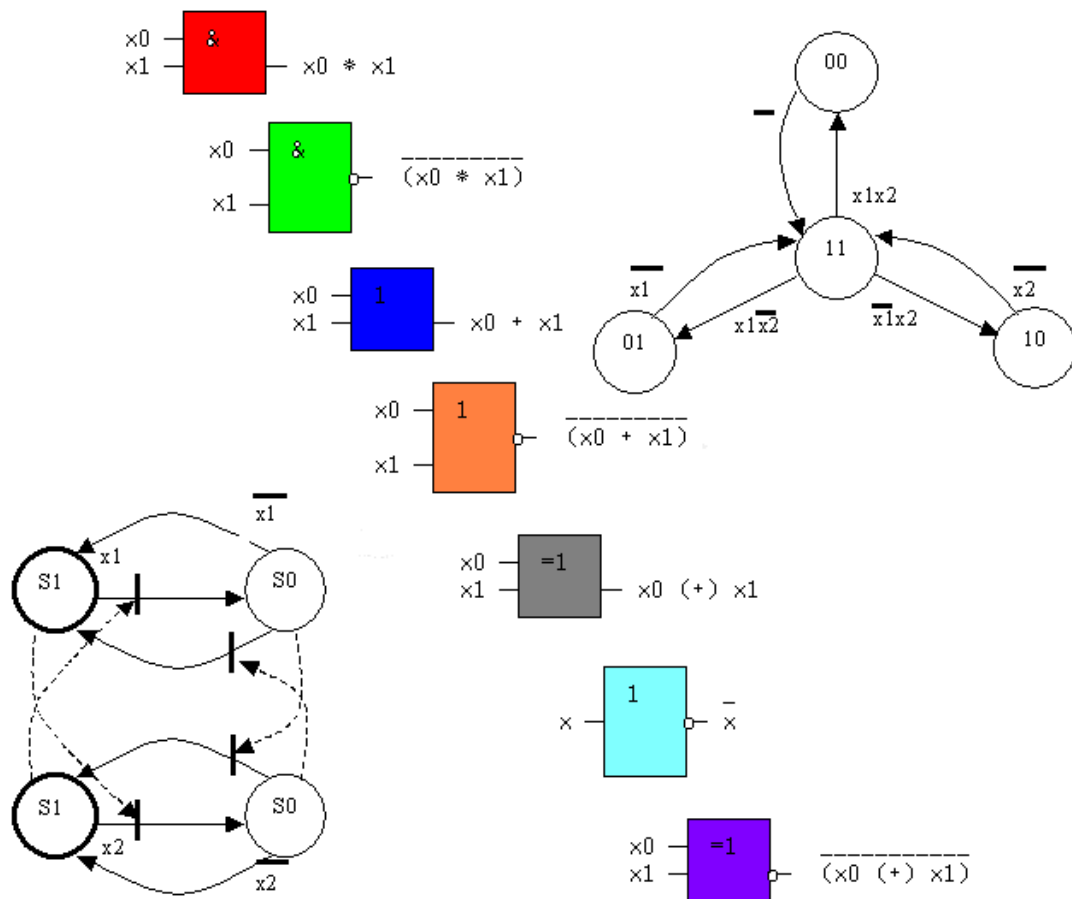 x0
&
x1
x0 * x1
x0
&
x1
(x0 * x1)
x0
1
x1
x0 + x1
x0
1
x1
(x0 + x1)
x0
=1
x1
x0 (+) x1
x
1
x
x0
=1
x1
(x0 (+) x1)
00
x1x2
11
x1
x2
x1x2
x1x2
01
10
x1
x1
S1
S0
S1
S0
x2
x2